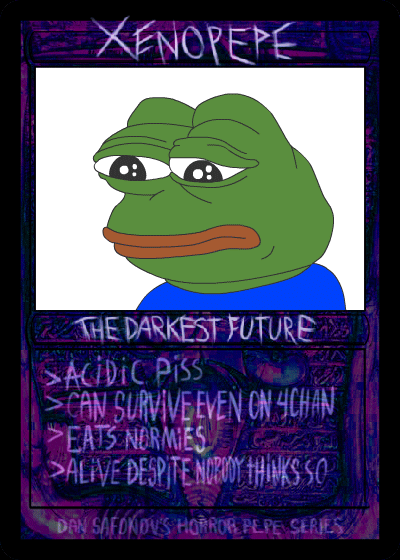 XENOPEPE
THE DARKEST FUTURE
>ACIDIC PISS
>CAN SURVIVE EVEN ON 4CHAN
>EATS NORMIES
>ALIVE DESPITE NOBODY THINKS SO
DAN SAFONOV'S HORROR PEPE SERIES